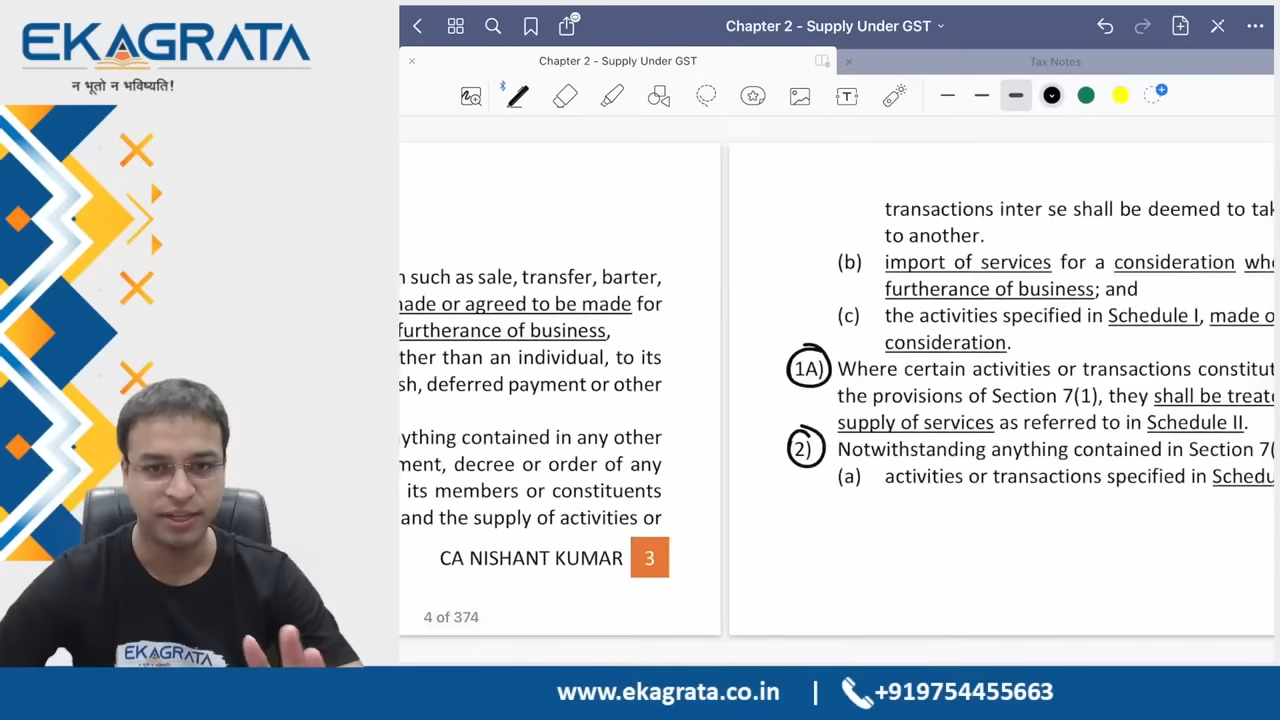 EKAGRATA
न भूतो न भविष्यति!
Chapter 2 - Supply Under GST
Chapter 2 - Supply Under GST
Tax Notes
such as sale, transfer, barter,
made or agreed to be made for
furtherance of business,
ther than an individual, to its
sh, deferred payment or other
ything contained in any other
ment, decree or order of any
its members or constituents
and the supply of activities or
CA NISHANT KUMAR 3
4 of 374
transactions inter se shall be deemed to tak
to another.
(b) import of services for a consideration whe
furtherance of business; and
(c) the activities specified in Schedule I, made o
consideration.
1A) Where certain activities or transactions constitut
the provisions of Section 7(1), they shall be treate
supply of services as referred to in Schedule II.
2) Notwithstanding anything contained in Section 7(
(a) activities or transactions specified in Schedu
EKAGRATA
www.ekagrata.co.in | +919754455663